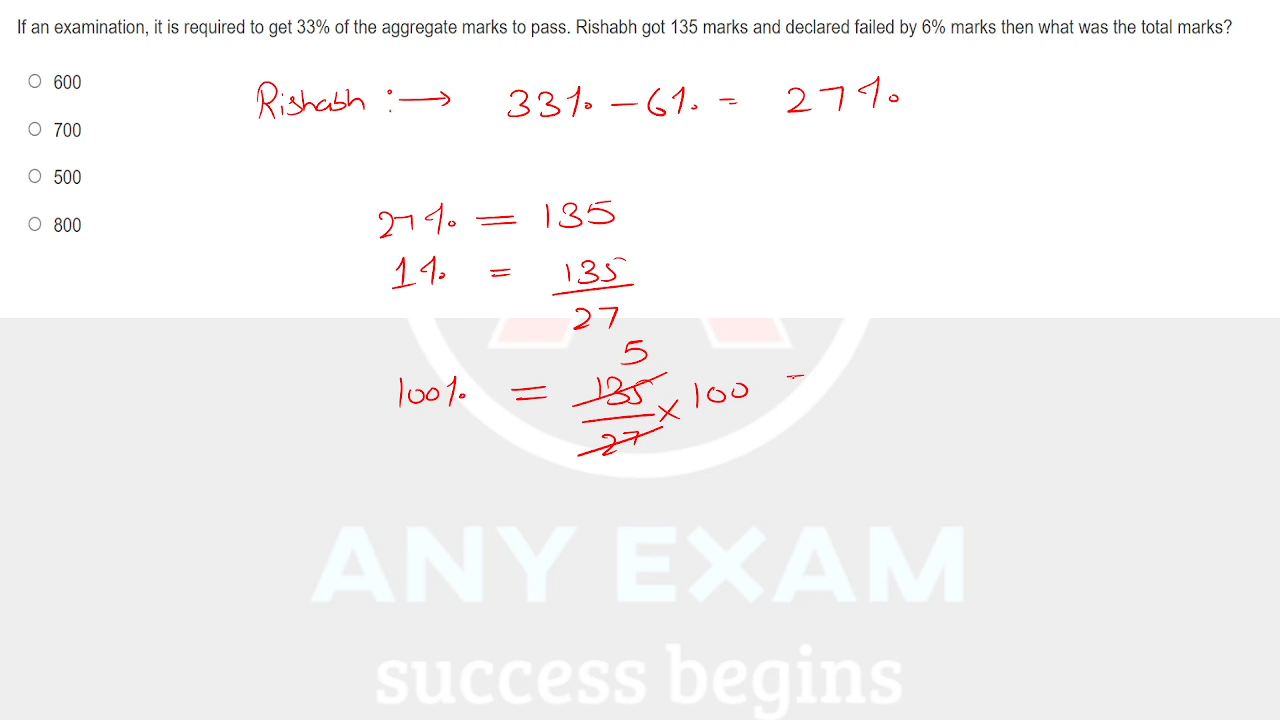 If an examination, it is required to get 33% of the aggregate marks to pass. Rishabh got 135 marks and declared failed by 6% marks then what was the total marks?
600
700
500
800
Rishabh :→ 33% - 6% = 27%
27% = 135
1% = 135/27
5
100% = 135/27 × 100 =
ANY EXAM
success begins